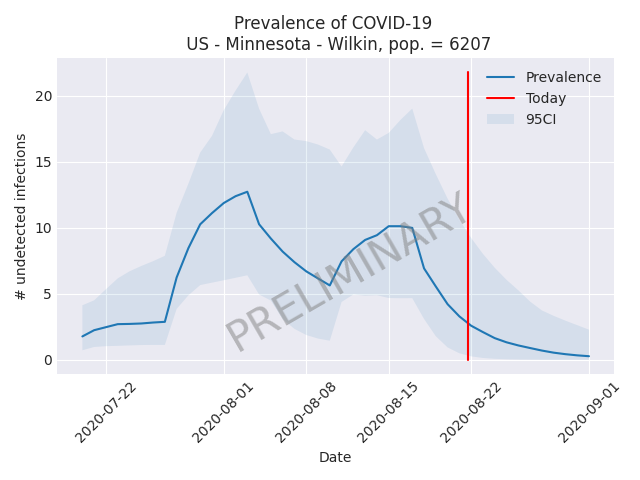 Prevalence of COVID-19
US - Minnesota - Wilkin, pop. = 6207
Prevalence
Today
95CI
# undetected infections
20
15
10
5
0
PRELIMINARY
2020-07-22
2020-08-01
2020-08-08
2020-08-15
2020-08-22
2020-09-01
Date